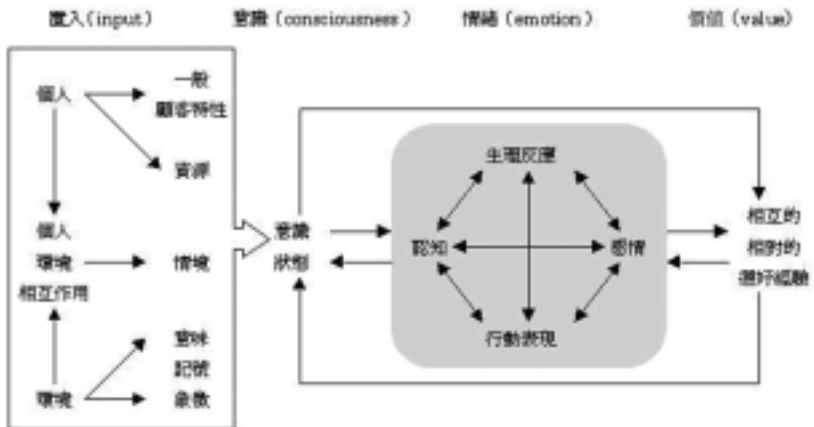 置入(input)
意識 (consciousness)
情緒 (emotion)
價值 (value)
個人
一般
顧客特性
資源
個人
環境
相互作用
情境
環境
意味
記號
象徵
意識
狀態
生理反應
認知
感情
行動表現
相互的
相對的
選好經驗